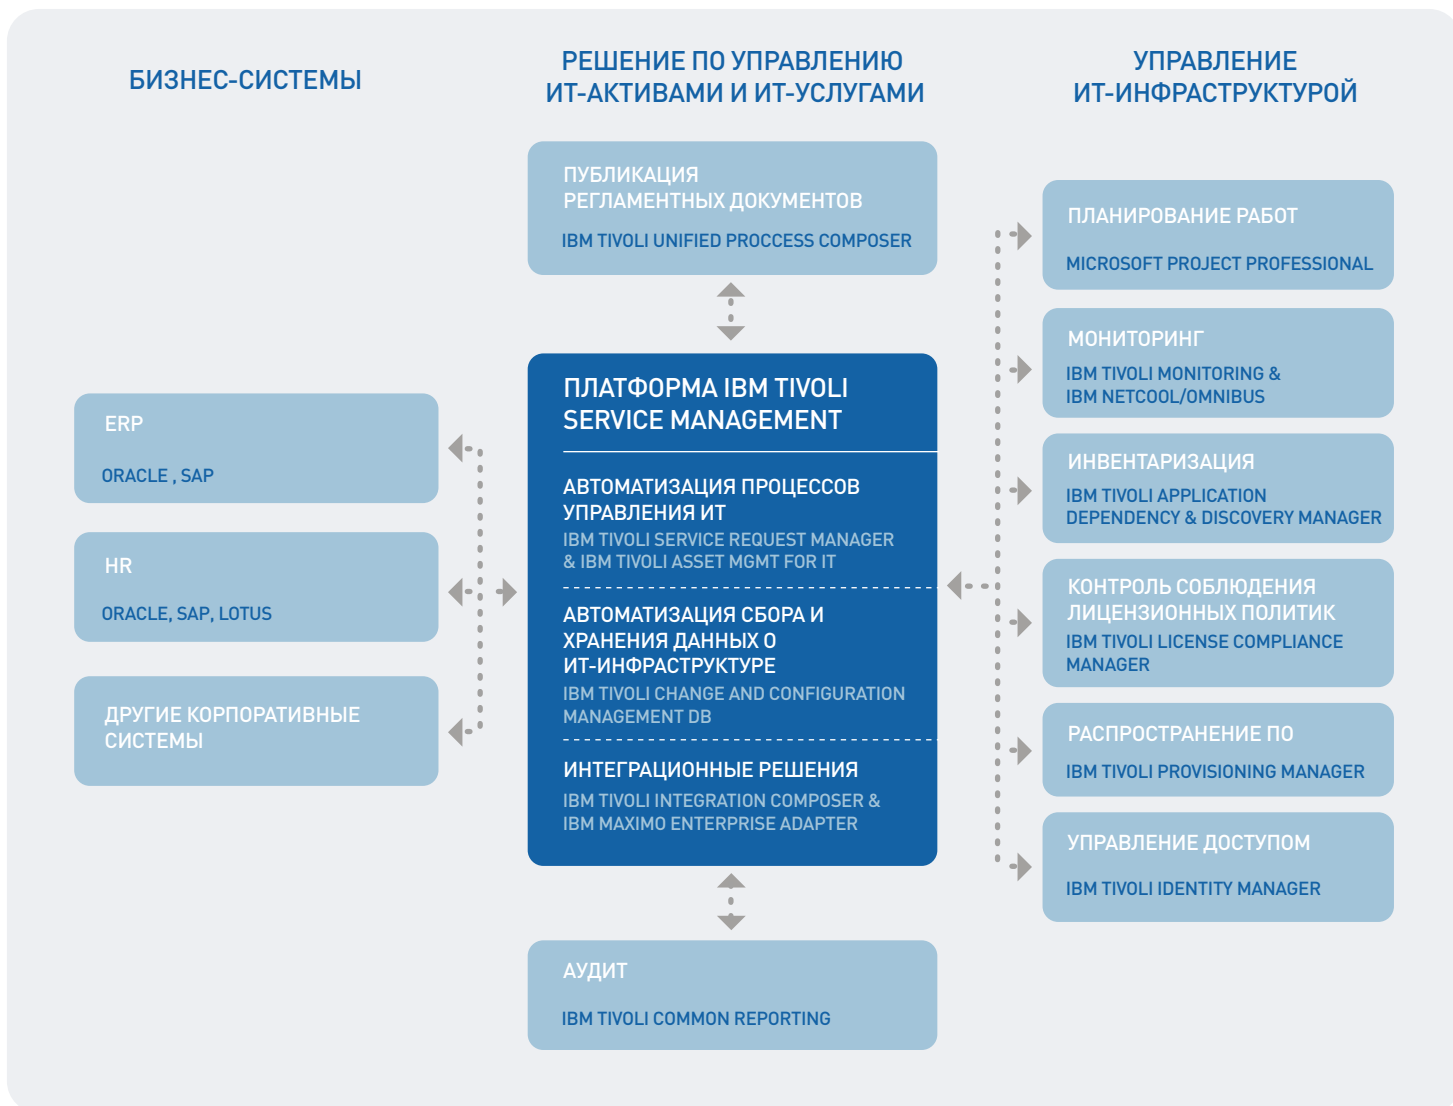 БИЗНЕС-СИСТЕМЫ
РЕШЕНИЕ ПО УПРАВЛЕНИЮ
ИТ-АКТИВАМИ И ИТ-УСЛУГАМИ
УПРАВЛЕНИЕ
ИТ-ИНФРАСТРУКТУРОЙ
ERP
ORACLE , SAP
HR
ORACLE, SAP, LOTUS
ДРУГИЕ КОРПОРАТИВНЫЕ
СИСТЕМЫ
ПУБЛИКАЦИЯ
РЕГЛАМЕНТНЫХ ДОКУМЕНТОВ
IBM TIVOLI UNIFIED PROCCESS COMPOSER
ПЛАТФОРМА IBM TIVOLI
SERVICE MANAGEMENT
АВТОМАТИЗАЦИЯ ПРОЦЕССОВ
УПРАВЛЕНИЯ ИТ
IBM TIVOLI SERVICE REQUEST MANAGER
& IBM TIVOLI ASSET MGMT FOR IT
АВТОМАТИЗАЦИЯ СБОРА И
ХРАНЕНИЯ ДАННЫХ О
ИТ-ИНФРАСТРУКТУРЕ
IBM TIVOLI CHANGE AND CONFIGURATION
MANAGEMENT DB
ИНТЕГРАЦИОННЫЕ РЕШЕНИЯ
IBM TIVOLI INTEGRATION COMPOSER &
IBM MAXIMO ENTERPRISE ADAPTER
АУДИТ
IBM TIVOLI COMMON REPORTING
ПЛАНИРОВАНИЕ РАБОТ
MICROSOFT PROJECT PROFESSIONAL
МОНИТОРИНГ
IBM TIVOLI MONITORING &
IBM NETCOOL/OMNIBUS
ИНВЕНТАРИЗАЦИЯ
IBM TIVOLI APPLICATION
DEPENDENCY & DISCOVERY MANAGER
КОНТРОЛЬ СОБЛЮДЕНИЯ
ЛИЦЕНЗИОННЫХ ПОЛИТИК
IBM TIVOLI LICENSE COMPLIANCE
MANAGER
РАСПРОСТРАНЕНИЕ ПО
IBM TIVOLI PROVISIONING MANAGER
УПРАВЛЕНИЕ ДОСТУПОМ
IBM TIVOLI IDENTITY MANAGER